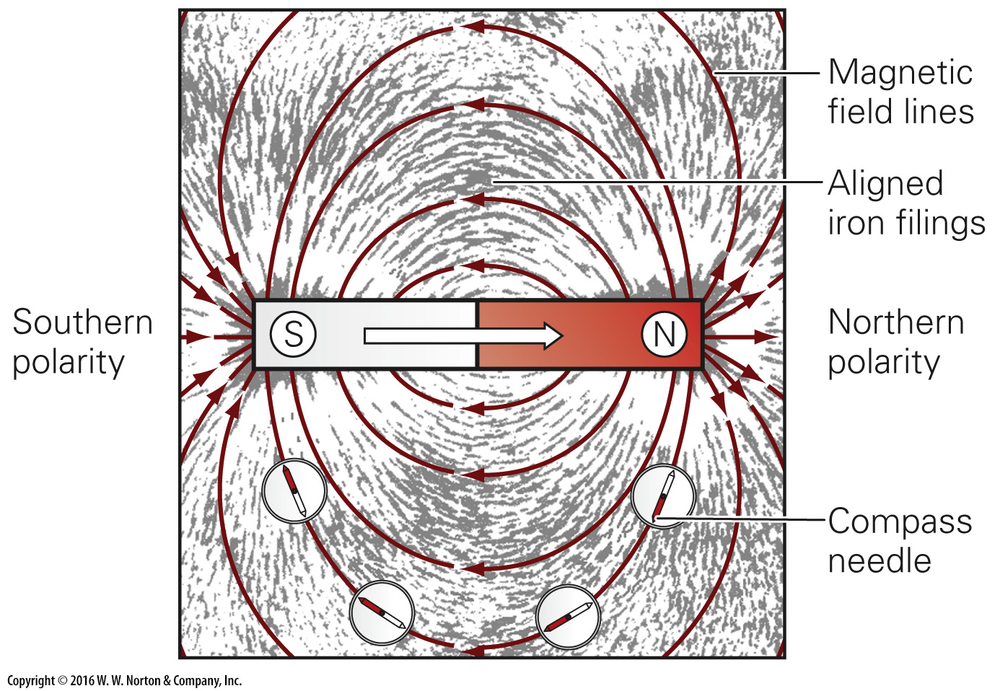 Magnetic
field lines
Aligned
iron filings
Southern
polarity
S
N
Northern
polarity
Compass
needle
Copyright © 2016 W. W. Norton & Company, Inc.